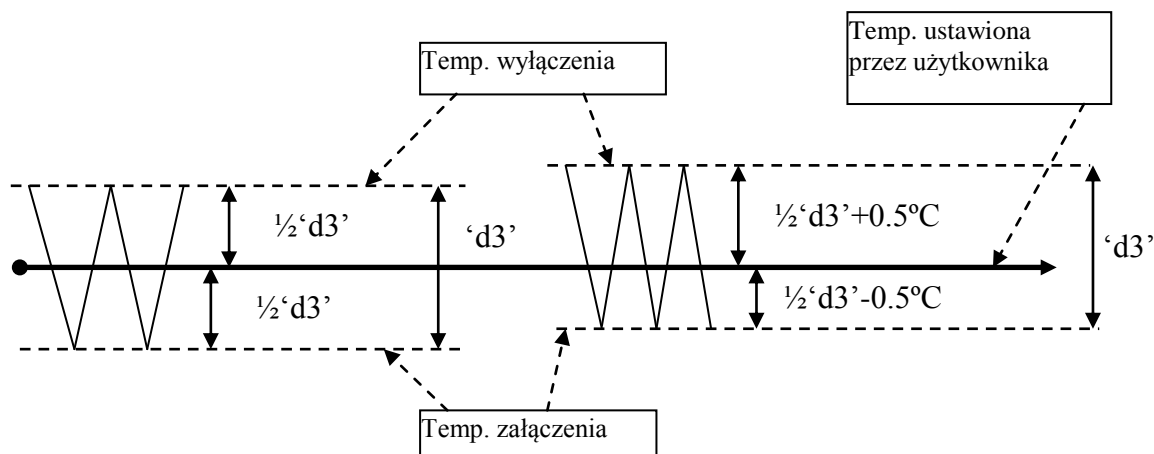 Temp. ustawiona
przez użytkownika
Temp. wyłączenia
½‘d3’
‘d3’
½‘d3’+0.5ºC
‘d3’
½‘d3’
½‘d3’-0.5ºC
Temp. załączenia